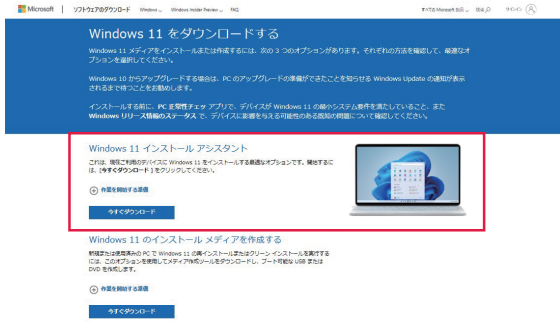 Microsoft
ソフトウェアのダウンロード Windows Windows Insider Preview FAQ
すべての Microsoft 製品 検索 サインイン
Windows 11 をダウンロードする
Windows 11 メディアをインストールまたは作成するには、次の 3 つのオプションがあります。それぞれの方法を確認して、最適なオ
プションを選択してください。
Windows 10 からアップグレードする場合は、PC のアップグレードの準備ができたことを知らせる Windows Update の通知が表示
されるまで待つことをお勧めします。
インストールする前に、PC 正常性チェッ アプリで、デバイスが Windows 11 の最小システム要件を満たしていること、また
Windows リリース情報のステータス で、デバイスに影響を与える可能性のある既知の問題について確認してください。
Windows 11 インストール アシスタント
これは、現在ご利用のデバイスに Windows 11 をインストールする最適なオプションです。開始するに
は、[今すぐダウンロード] をクリックしてください。
作業を開始する準備
今すぐダウンロード
Windows 11 のインストール メディアを作成する
新規または使用済みの PC で Windows 11 の再インストールまたはクリーン インストールを実行する
には、このオプションを使用してメディア作成ツールをダウンロードし、ブート可能な USB または
DVD を作成します。
作業を開始する準備
今すぐダウンロード